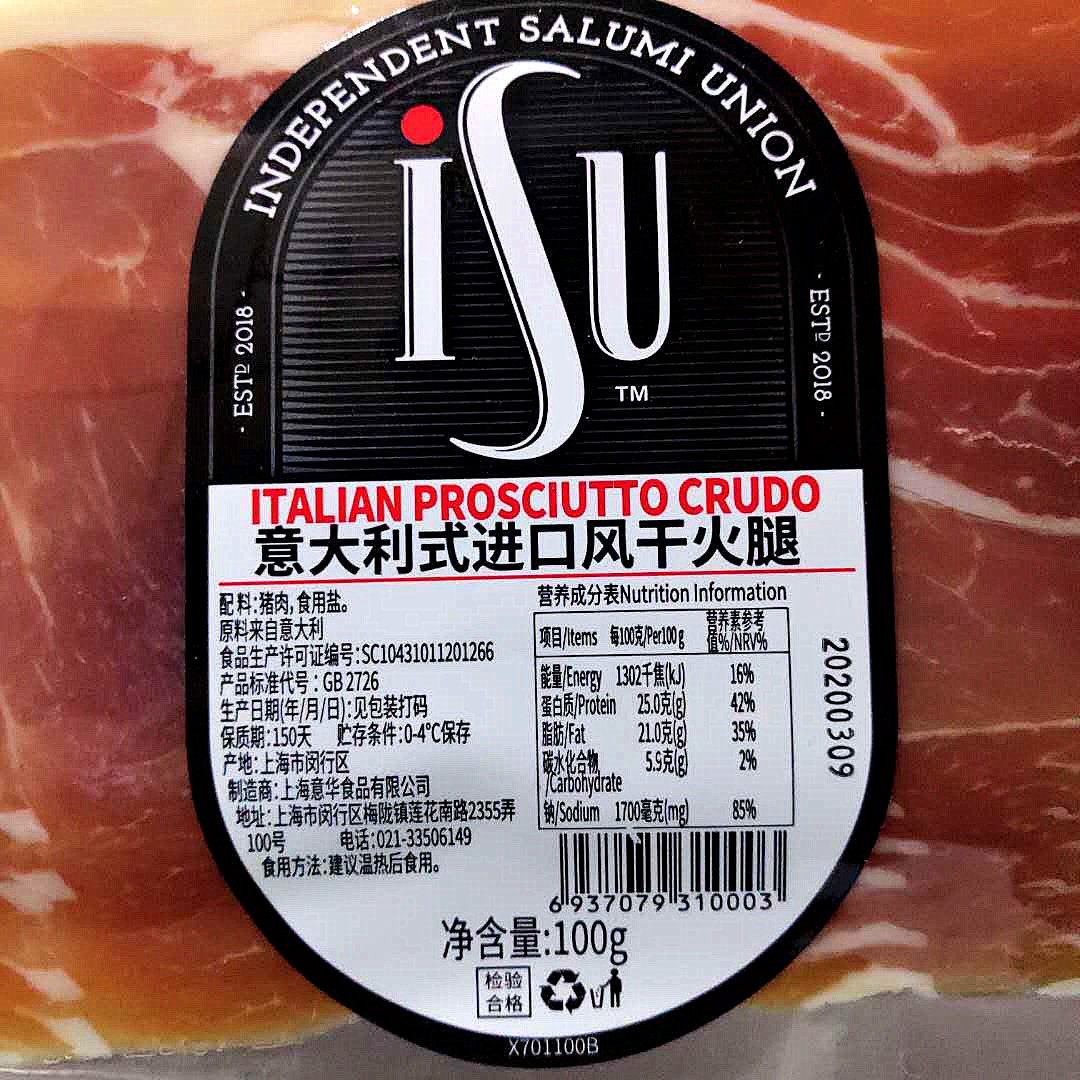 INDEPENDENT SALUMI UNION
iSU
TM
· ESTD 2018 ·
· ESTD 2018 ·
ITALIAN PROSCIUTTO CRUDO
意大利式进口风干火腿
配料:猪肉,食用盐。
原料来自意大利
食品生产许可证编号:SC10431011201266
产品标准代号:GB 2726
生产日期(年/月/日):见包装打码
保质期:150天 贮存条件:0-4℃保存
产地:上海市闵行区
制造商:上海意华食品有限公司
地址:上海市闵行区梅陇镇莲花南路2355弄
100号 电话:021-33506149
食用方法:建议温热后食用。
营养成分表Nutrition Information
项目/Items 每100克/Per100g 营养素参考
值%/NRV%
能量/Energy 1302千焦(kJ) 16%
蛋白质/Protein 25.0克(g) 42%
脂肪/Fat 21.0克(g) 35%
碳水化合物 5.5克(g) 2%
/Carbohydrate
钠/Sodium 1700毫克(mg) 85%
20200309
6 937079 310003
净含量:100g
检验
合格
X701100B